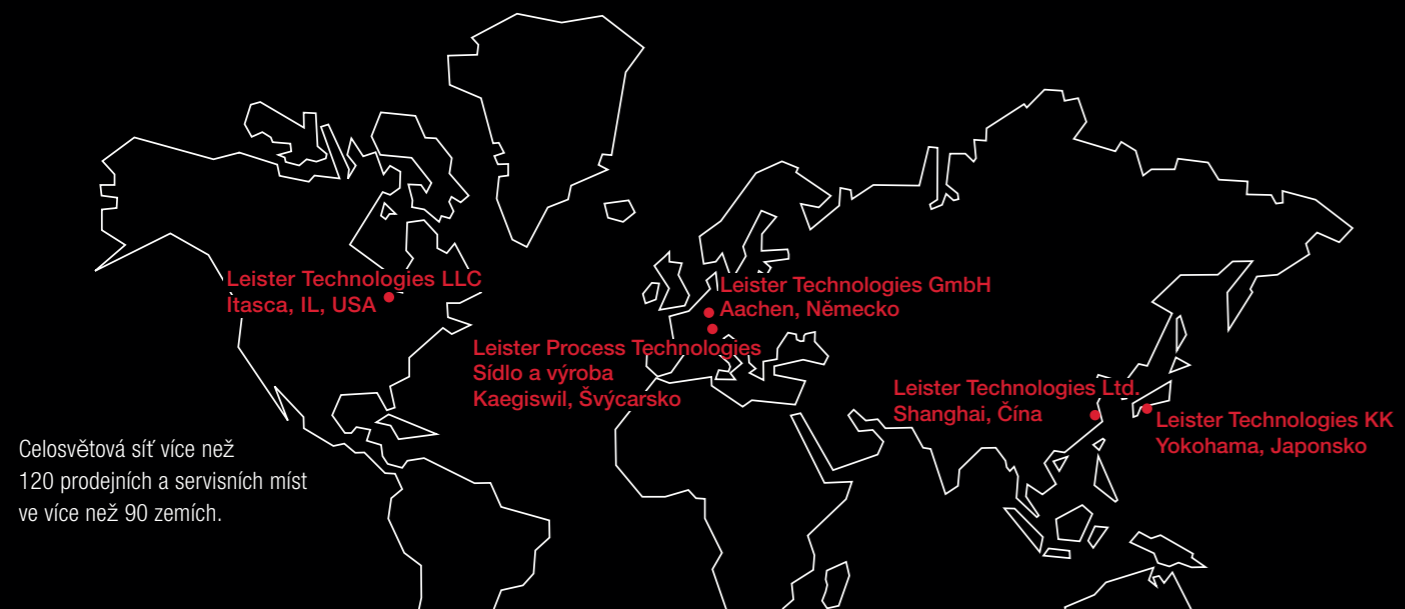 Leister Technologies LLC
Itasca, IL, USA
Leister Technologies GmbH
Aachen, Německo
Leister Process Technologies
Sídlo a výroba
Kaegiswil, Švýcarsko
Leister Technologies Ltd.
Shanghai, Čína
Leister Technologies KK
Yokohama, Japonsko
Celosvětová síť více než
120 prodejních a servisních míst
ve více než 90 zemích.